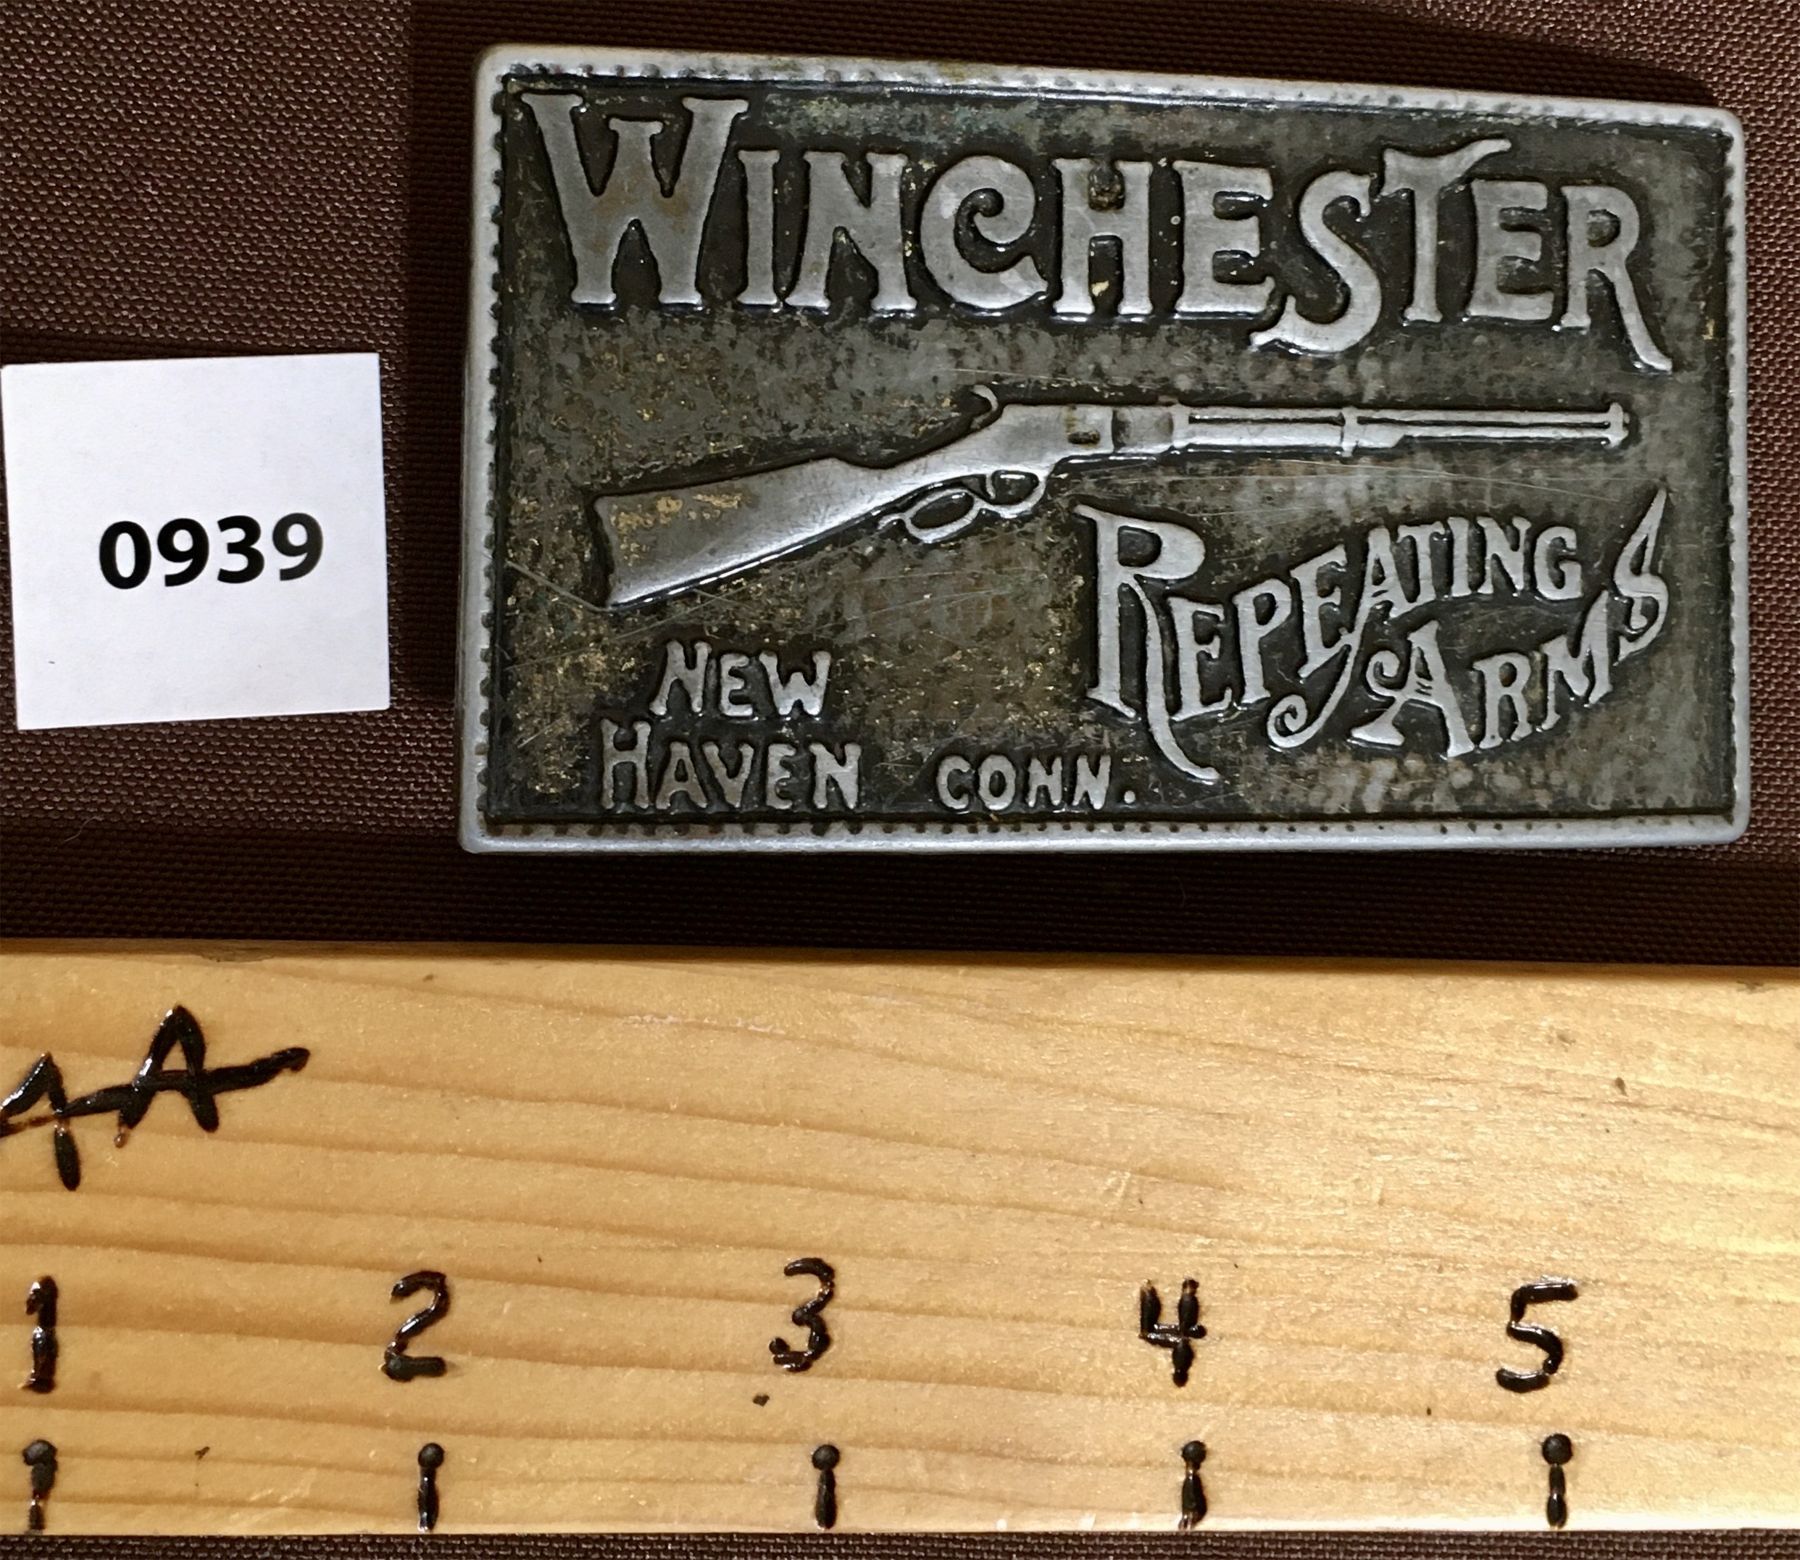 WINCHESTER
REPEATING
ARMS
NEW
HAVEN CONN.
0939
1 2 3 4 5